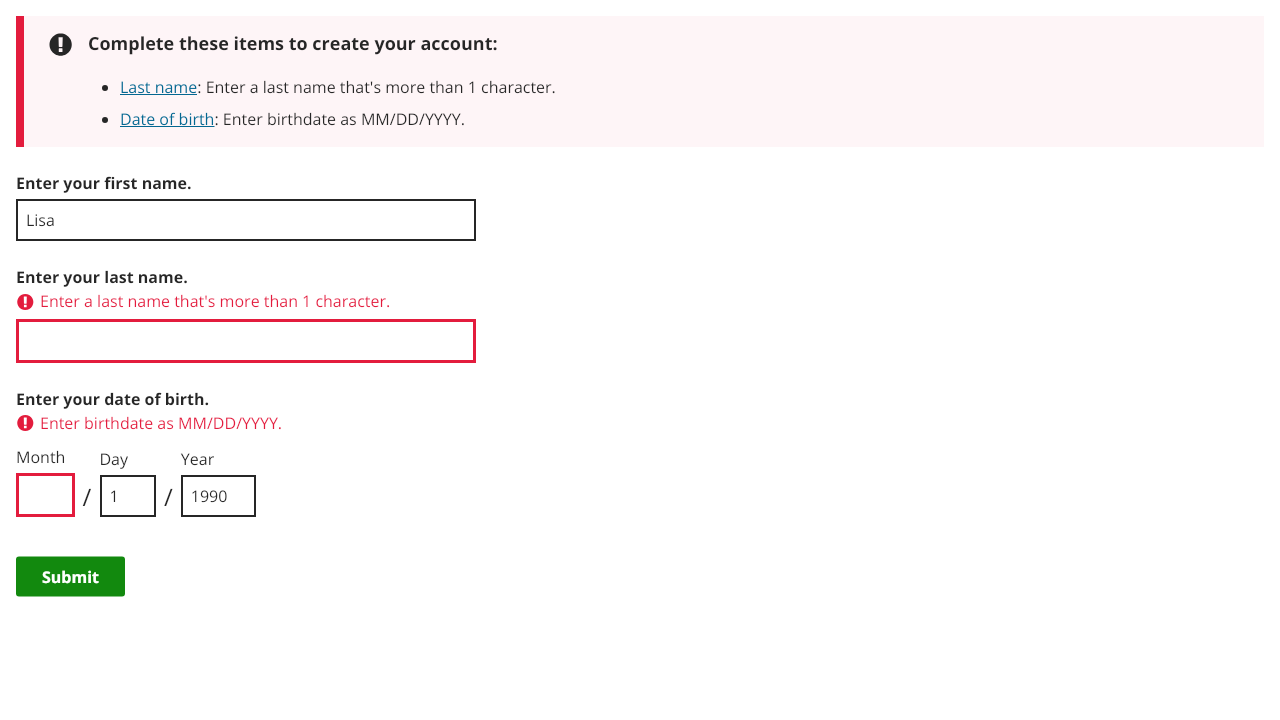 Complete these items to create your account:
Last name: Enter a last name that's more than 1 character.
Date of birth: Enter birthdate as MM/DD/YYYY.
Enter your first name.
Lisa
Enter your last name.
Enter a last name that's more than 1 character.
Enter your date of birth.
Enter birthdate as MM/DD/YYYY.
Month Day Year
/ 1 / 1990
Submit